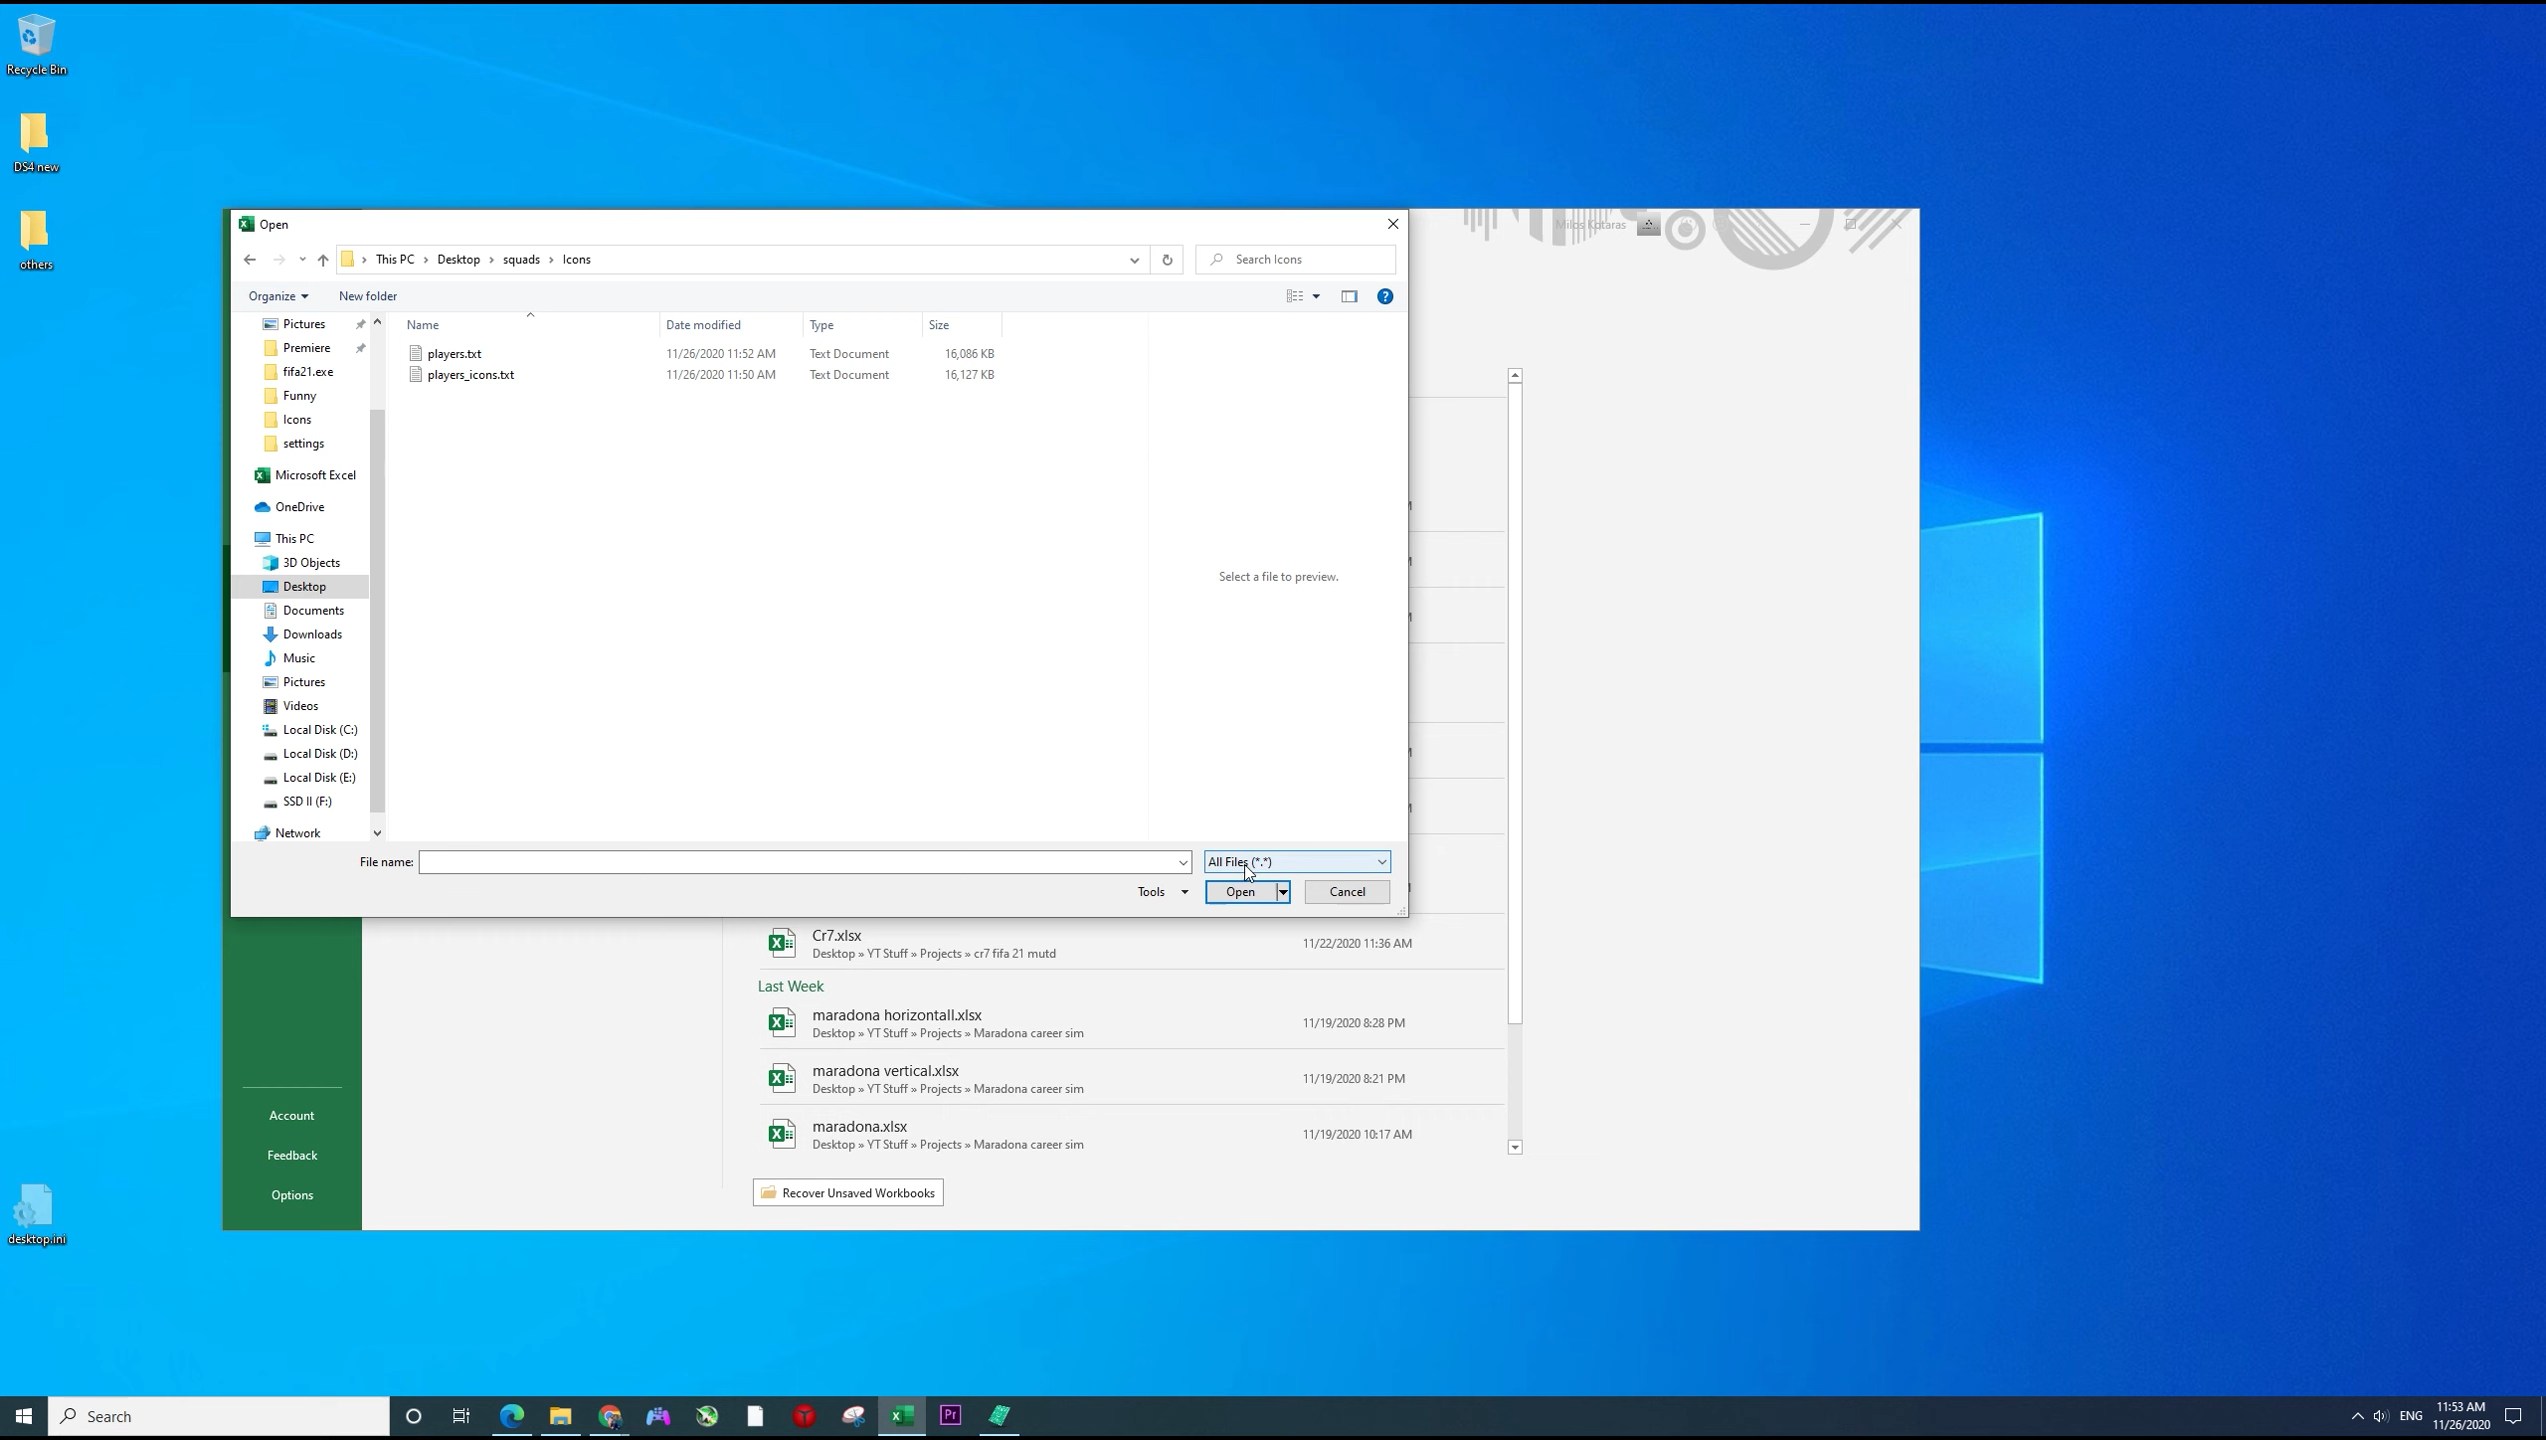 Recycle Bin
DS4 new
others
desktop.ini
Open
Milos Kotaras
This PC
Desktop
squads
Icons
Search Icons
Organize
New folder
Name
Date modified
Type
Size
players.txt
11/26/2020 11:52 AM
Text Document
16,086 KB
players_icons.txt
11/26/2020 11:50 AM
Text Document
16,127 KB
Pictures
Premiere
fifa21.exe
Funny
Icons
settings
Microsoft Excel
OneDrive
This PC
3D Objects
Desktop
Documents
Downloads
Music
Pictures
Videos
Local Disk (C:)
Local Disk (D:)
Local Disk (E:)
SSD II (F:)
Network
Select a file to preview.
File name:
All Files (*.*)
Tools
Open
Cancel
Cr7.xlsx
Desktop » YT Stuff » Projects » cr7 fifa 21 mutd
11/22/2020 11:36 AM
Last Week
maradona horizontall.xlsx
Desktop » YT Stuff » Projects » Maradona career sim
11/19/2020 8:28 PM
maradona vertical.xlsx
Desktop » YT Stuff » Projects » Maradona career sim
11/19/2020 8:21 PM
maradona.xlsx
Desktop » YT Stuff » Projects » Maradona career sim
11/19/2020 10:17 AM
Recover Unsaved Workbooks
Account
Feedback
Options
Search
Pr
ENG
11:53 AM
11/26/2020